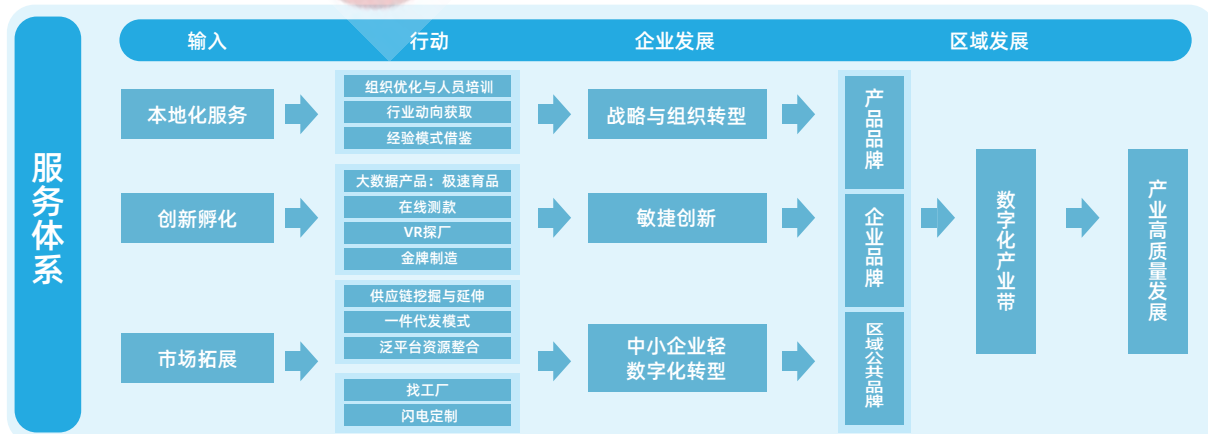 服务体系
输入
行动
企业发展
区域发展
本地化服务
组织优化与人员培训
行业动向获取
经验模式借鉴
战略与组织转型
创新孵化
大数据产品：极速育品
在线测款
VR探厂
金牌制造
敏捷创新
市场拓展
供应链挖掘与延伸
一件代发模式
泛平台资源整合
找工厂
闪电定制
中小企业轻
数字化转型
产品品牌
企业品牌
区域公共品牌
数字化产业带
产业高质量发展